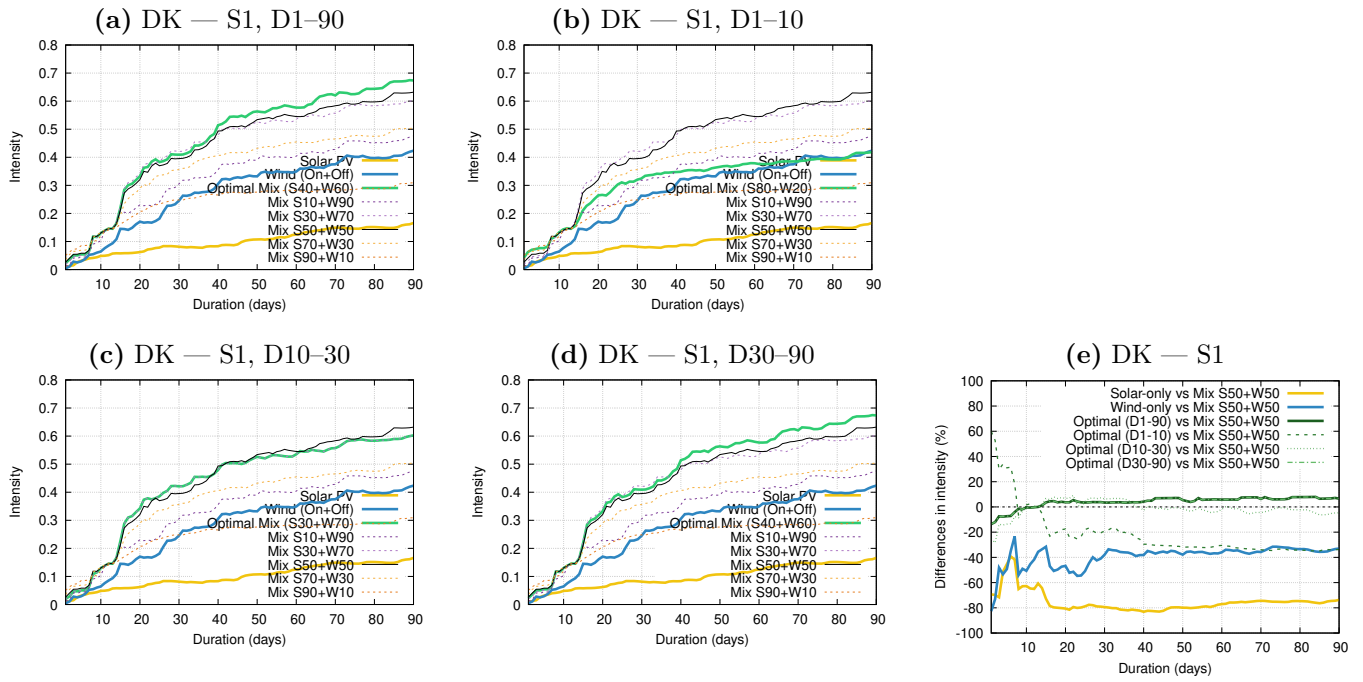 (a) DK — S1, D1–90
0.8
0.7
0.6
0.5
0.4
0.3
0.2
0.1
0
Intensity
10 20 30 40 50 60 70 80 90
Duration (days)
Solar PV
Wind (On+Off)
Optimal Mix (S40+W60)
Mix S10+W90
Mix S30+W70
Mix S50+W50
Mix S70+W30
Mix S90+W10
(b) DK — S1, D1–10
0.8
0.7
0.6
0.5
0.4
0.3
0.2
0.1
0
Intensity
10 20 30 40 50 60 70 80 90
Duration (days)
Solar PV
Wind (On+Off)
Optimal Mix (S80+W20)
Mix S10+W90
Mix S30+W70
Mix S50+W50
Mix S70+W30
Mix S90+W10
(c) DK — S1, D10–30
0.8
0.7
0.6
0.5
0.4
0.3
0.2
0.1
0
Intensity
10 20 30 40 50 60 70 80 90
Duration (days)
Solar PV
Wind (On+Off)
Optimal Mix (S30+W70)
Mix S10+W90
Mix S30+W70
Mix S50+W50
Mix S70+W30
Mix S90+W10
(d) DK — S1, D30–90
0.8
0.7
0.6
0.5
0.4
0.3
0.2
0.1
0
Intensity
10 20 30 40 50 60 70 80 90
Duration (days)
Solar PV
Wind (On+Off)
Optimal Mix (S40+W60)
Mix S10+W90
Mix S30+W70
Mix S50+W50
Mix S70+W30
Mix S90+W10
(e) DK — S1
100
80
60
40
20
0
-20
-40
-60
-80
-100
Differences in intensity (%)
10 20 30 40 50 60 70 80 90
Duration (days)
Solar-only vs Mix S50+W50
Wind-only vs Mix S50+W50
Optimal (D1-90) vs Mix S50+W50
Optimal (D1-10) vs Mix S50+W50
Optimal (D10-30) vs Mix S50+W50
Optimal (D30-90) vs Mix S50+W50